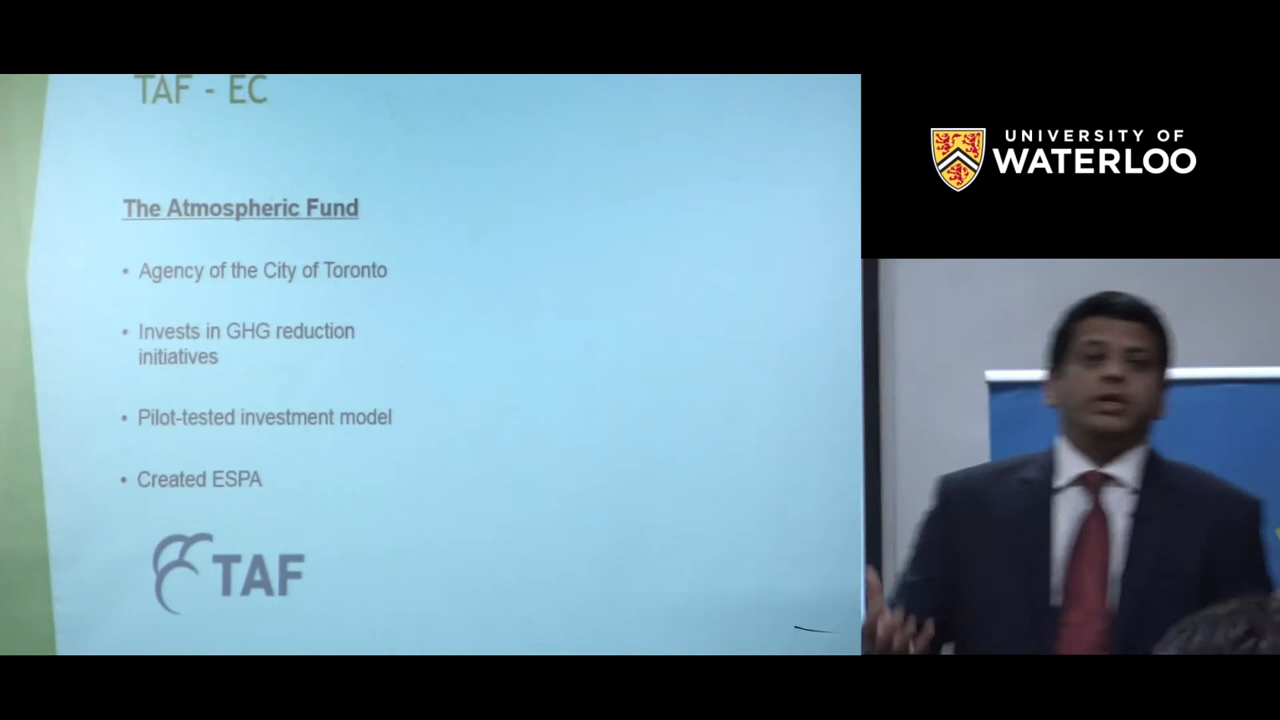 TAF - EC
The Atmospheric Fund
• Agency of the City of Toronto
• Invests in GHG reduction
initiatives
• Pilot-tested investment model
• Created ESPA
TAF
UNIVERSITY OF
WATERLOO